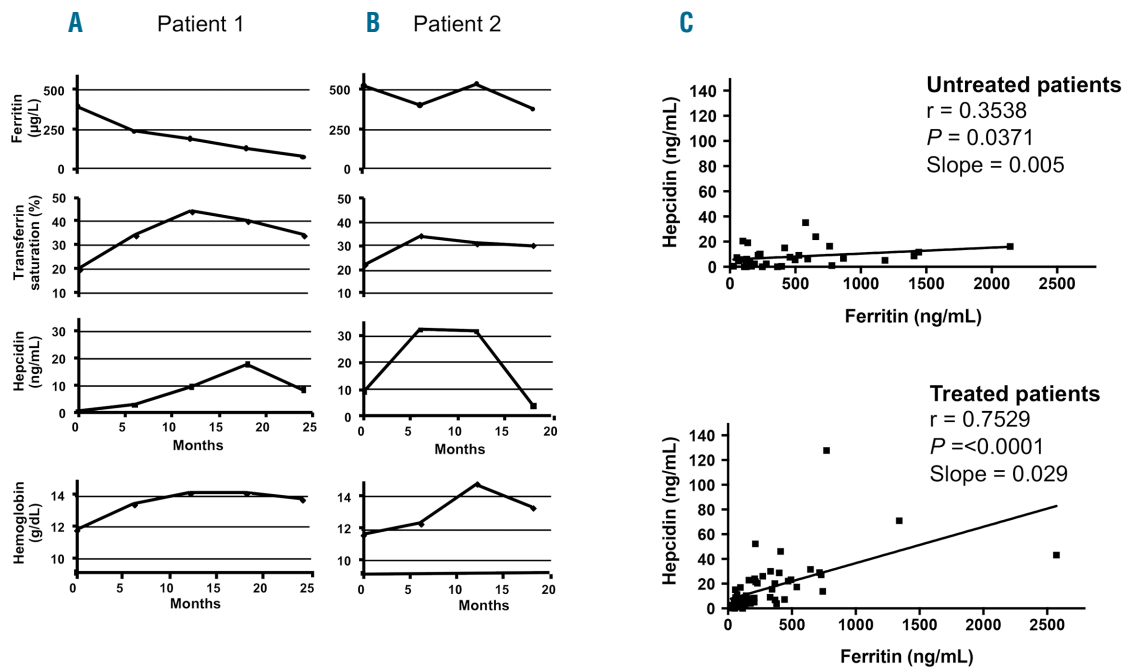 A Patient 1
Ferritin
(µg/L)
500
250
0
Transferrin
saturation (%)
50
40
30
20
10
Hepcidin
(ng/mL)
30
20
10
0
0 5 10 15 20 25
Months
Hemoglobin
(g/dL)
14
12
10
0 5 10 15 20 25
Months
B Patient 2
500
250
0
50
40
30
20
10
30
20
10
0
0 5 10 15 20
Months
14
12
10
0 5 10 15 20
Months
C
Untreated patients
r = 0.3538
P = 0.0371
Slope = 0.005
Hepcidin (ng/mL)
140
120
100
80
60
40
20
0
0 500 1000 1500 2000 2500
Ferritin (ng/mL)
Treated patients
r = 0.7529
P =<0.0001
Slope = 0.029
Hepcidin (ng/mL)
140
120
100
80
60
40
20
0
0 500 1000 1500 2000 2500
Ferritin (ng/mL)